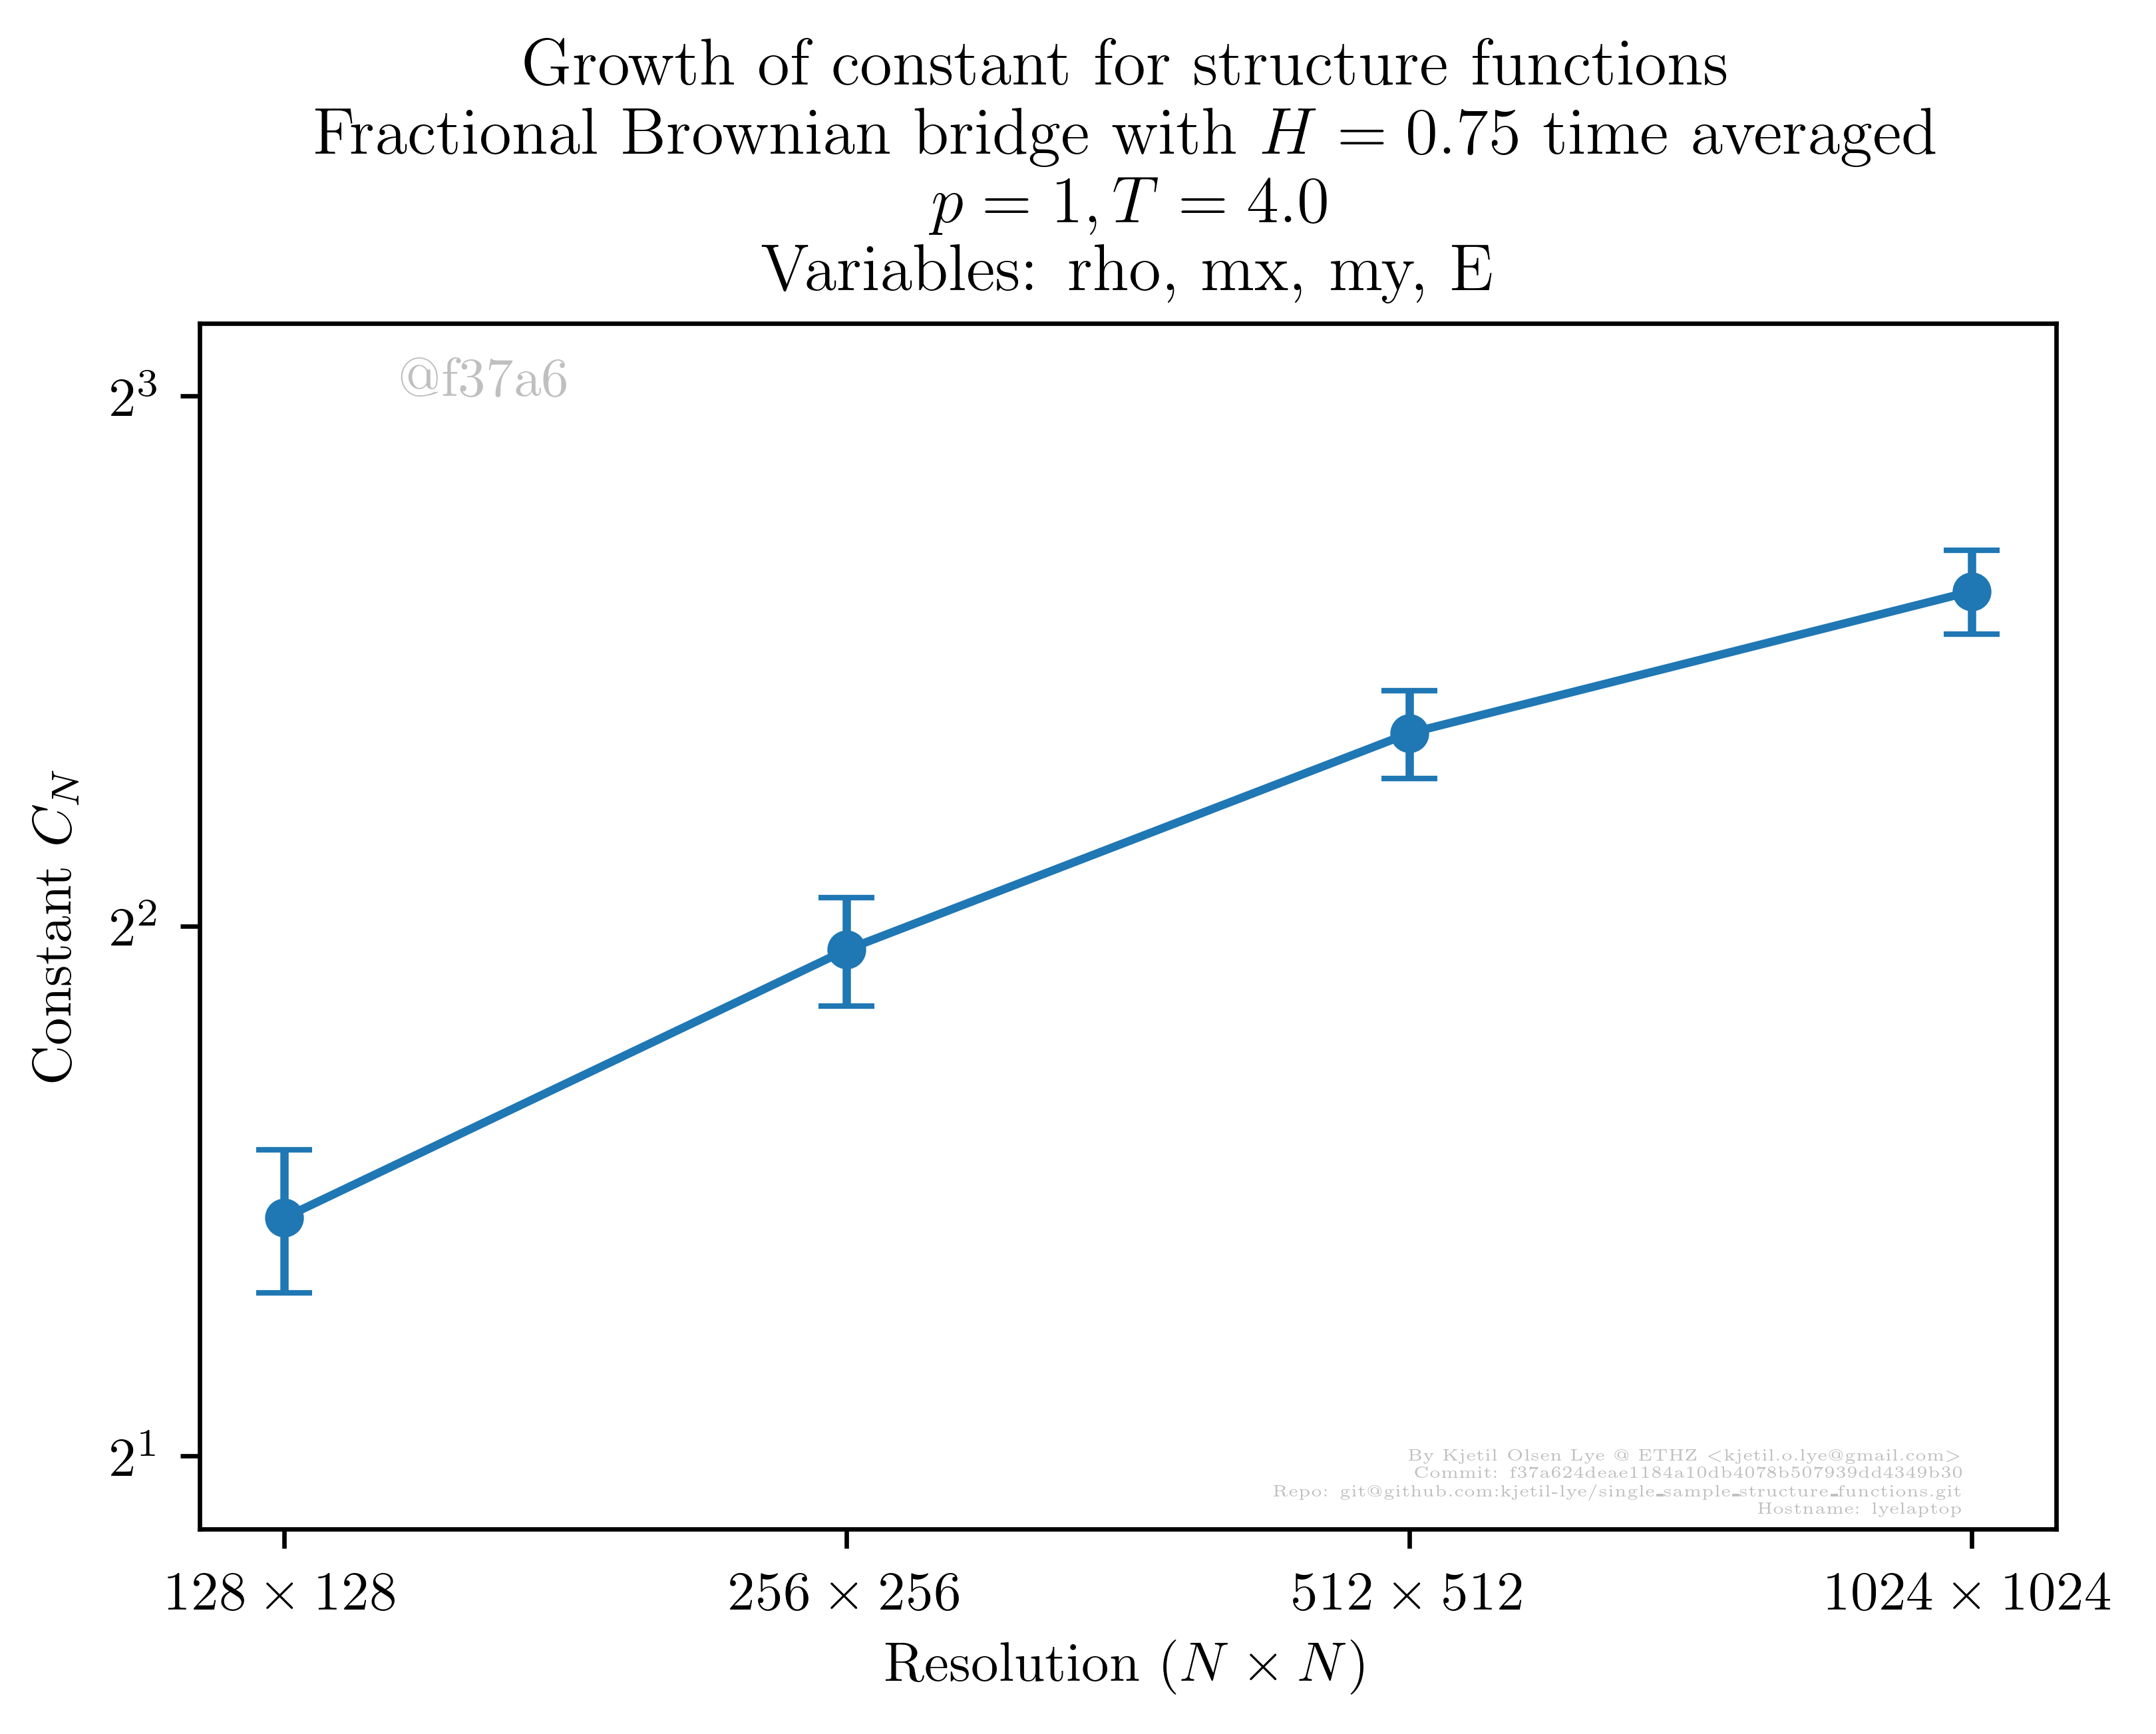 Growth of constant for structure functions
Fractional Brownian bridge with H = 0.75 time averaged
p = 1, T = 4.0
Variables: rho, mx, my, E
@f37a6
2³
2²
2¹
Constant C_N
By Kjetil Olsen Lye @ ETHZ <kjetil.o.lye@gmail.com>
Commit: f37a624deae1184a10db4078b507939dd4349b30
Repo: git@github.com:kjetil-lye/single_sample_structure_functions.git
Hostname: lyelaptop
128 × 128
256 × 256
512 × 512
1024 × 1024
Resolution (N × N)